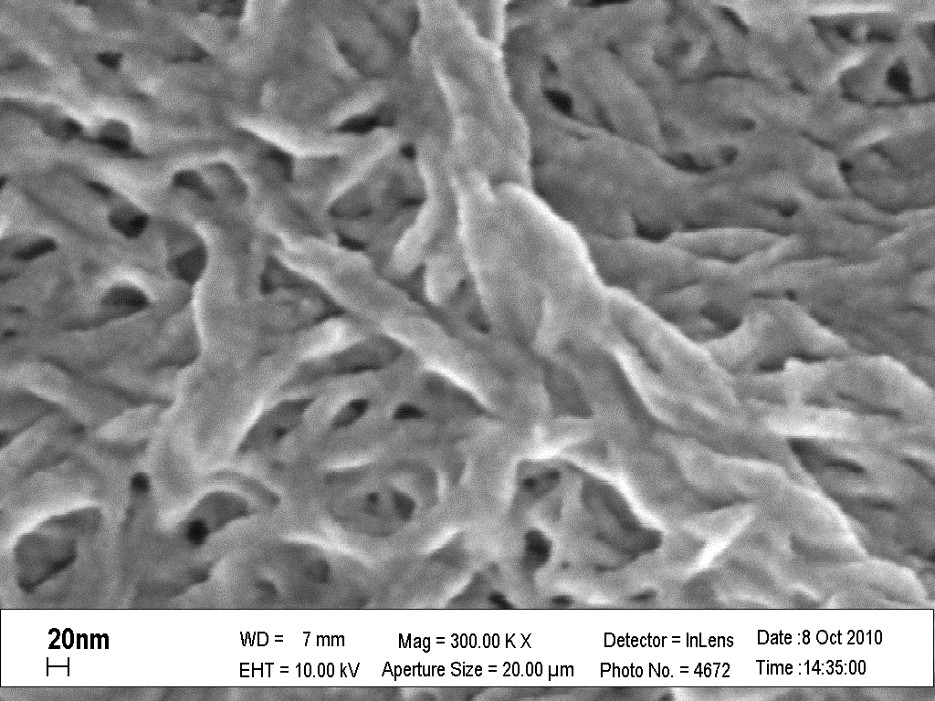 20nm
WD = 7 mm
EHT = 10.00 kV
Mag = 300.00 K X
Aperture Size = 20.00 µm
Detector = InLens
Photo No. = 4672
Date :8 Oct 2010
Time :14:35:00